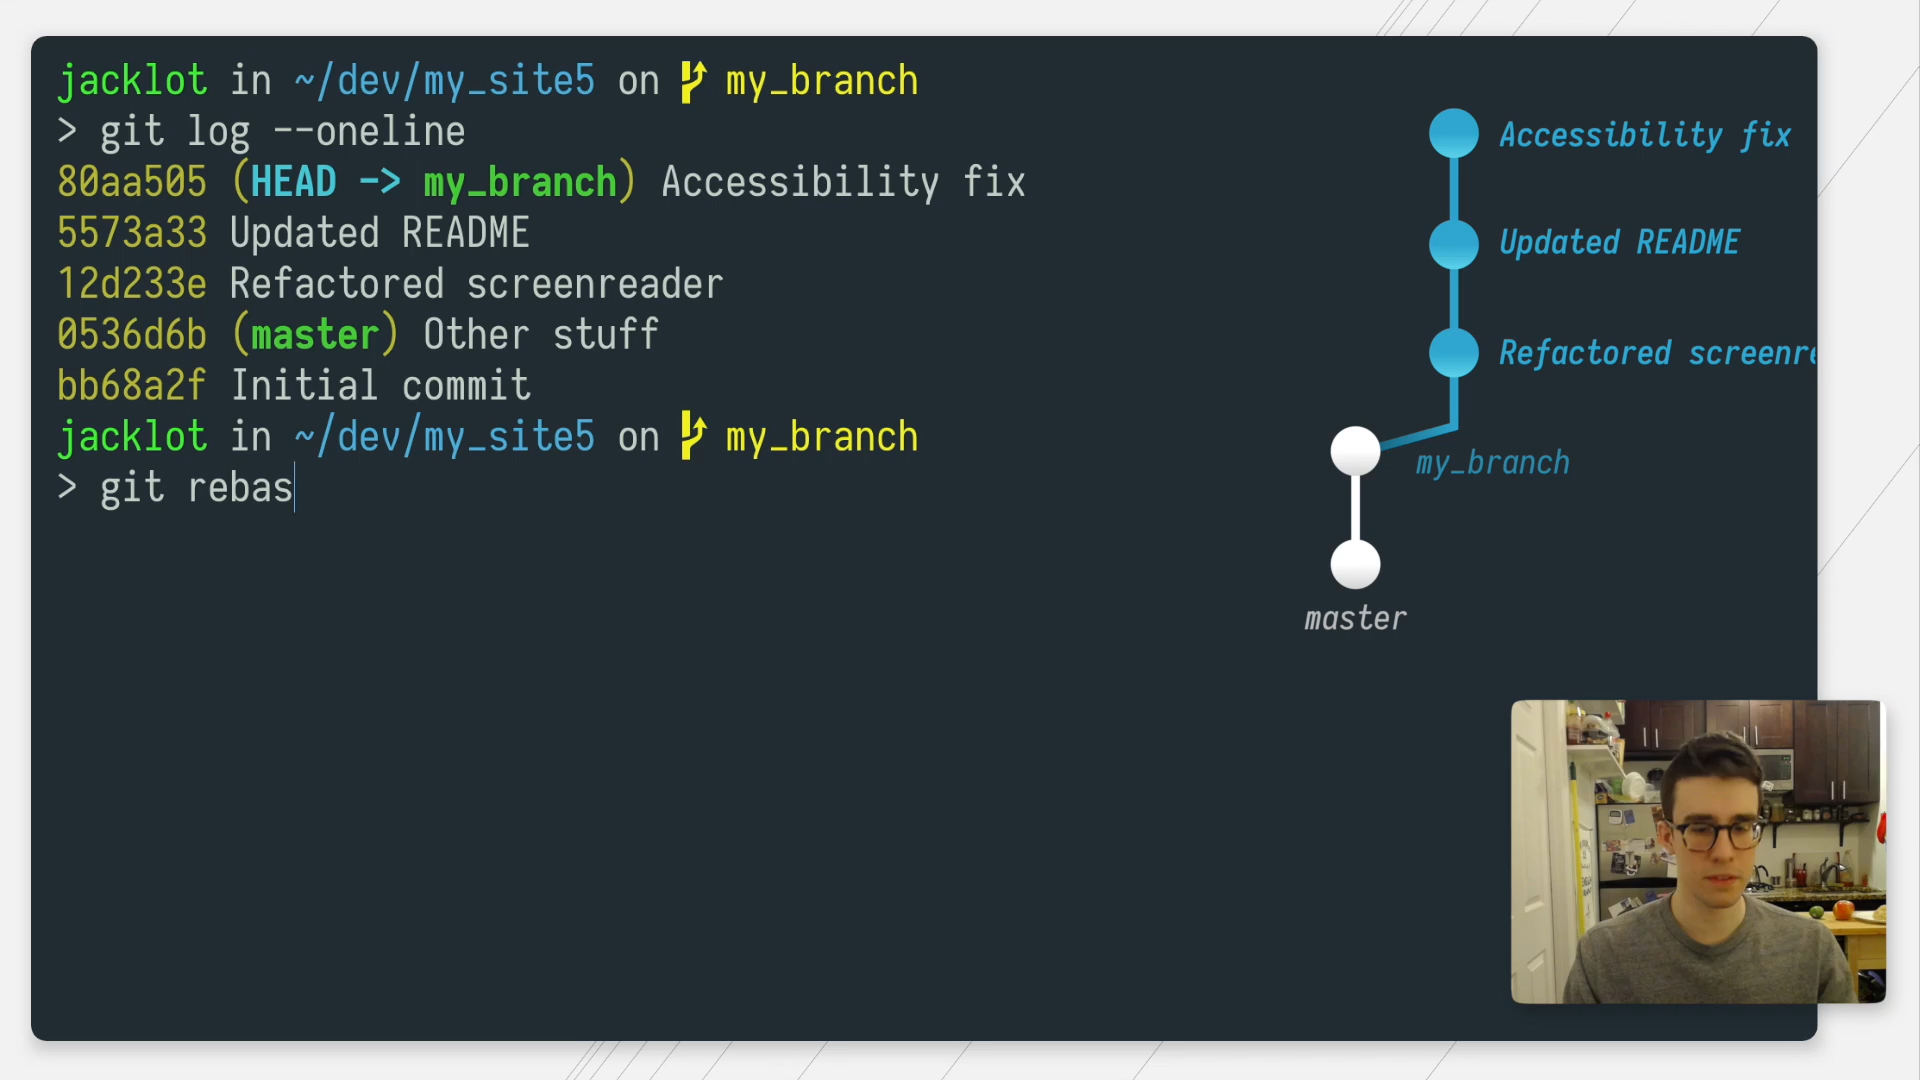 jacklot in ~/dev/my_site5 on my_branch
> git log --oneline
80aa505 (HEAD -> my_branch) Accessibility fix
5573a33 Updated README
12d233e Refactored screenreader
0536d6b (master) Other stuff
bb68a2f Initial commit
jacklot in ~/dev/my_site5 on my_branch
> git rebas
Accessibility fix
Updated README
Refactored screenre
my_branch
master